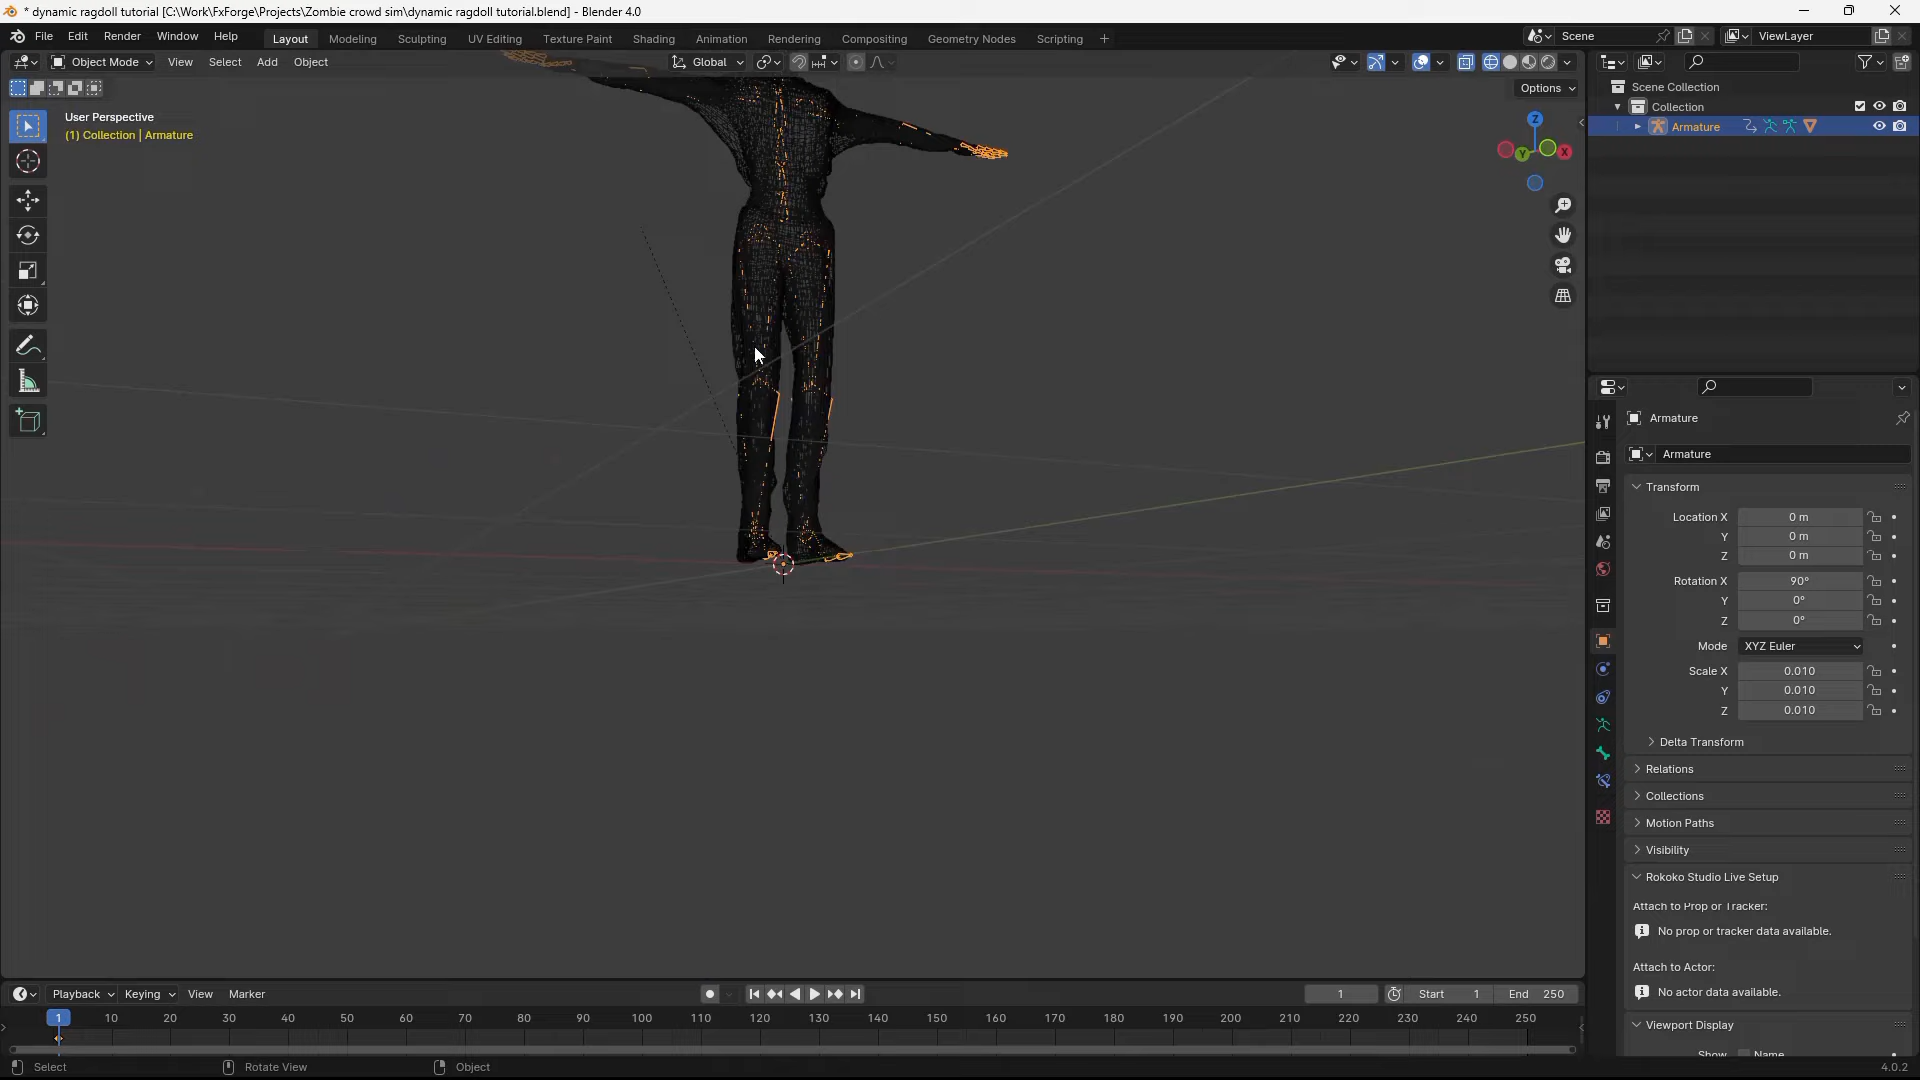 * dynamic ragdoll tutorial [C:\Work\FxForge\Projects\Zombie crowd sim\dynamic ragdoll tutorial.blend] - Blender 4.0
File Edit Render Window Help Layout Modeling Sculpting UV Editing Texture Paint Shading Animation Rendering Compositing Geometry Nodes Scripting + Scene ViewLayer
Object Mode View Select Add Object Global
Options
User Perspective
(1) Collection | Armature
Z
Y
X
Scene Collection
Collection
Armature
Armature
Armature
Transform
Location X 0 m
Y 0 m
Z 0 m
Rotation X 90°
Y 0°
Z 0°
Mode XYZ Euler
Scale X 0.010
Y 0.010
Z 0.010
Delta Transform
Relations
Collections
Motion Paths
Visibility
Rokoko Studio Live Setup
Attach to Prop or Tracker:
No prop or tracker data available.
Attach to Actor:
No actor data available.
Viewport Display
Show Name
Playback Keying View Marker 1 Start 1 End 250
1 10 20 30 40 50 60 70 80 90 100 110 120 130 140 150 160 170 180 190 200 210 220 230 240 250
Select Rotate View Object 4.0.2